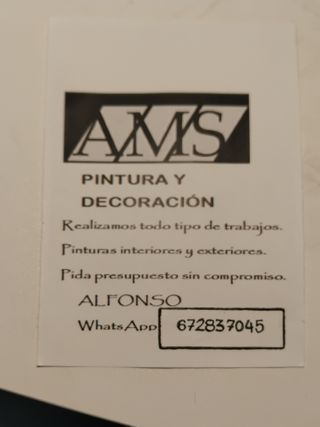 AMS
PINTURA Y
DECORACIÓN
Realizamos todo tipo de trabajos.
Pinturas interiores y exteriores.
Pida presupuesto sin compromiso.
ALFONSO
WhatsApp 672837045